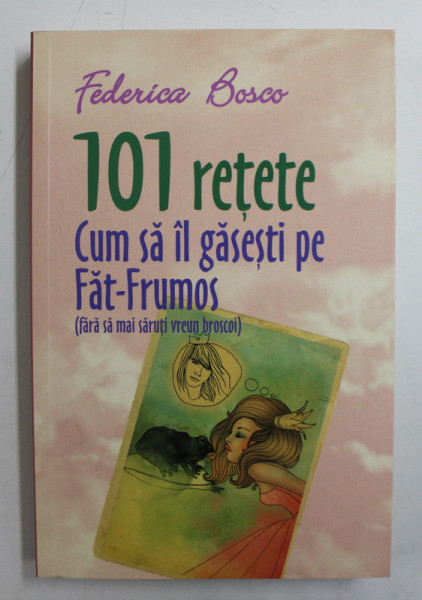 Federica Bosco
101 rețete
Cum să îl găsești pe
Făt-Frumos
(fără să mai săruți vreun broscoi)